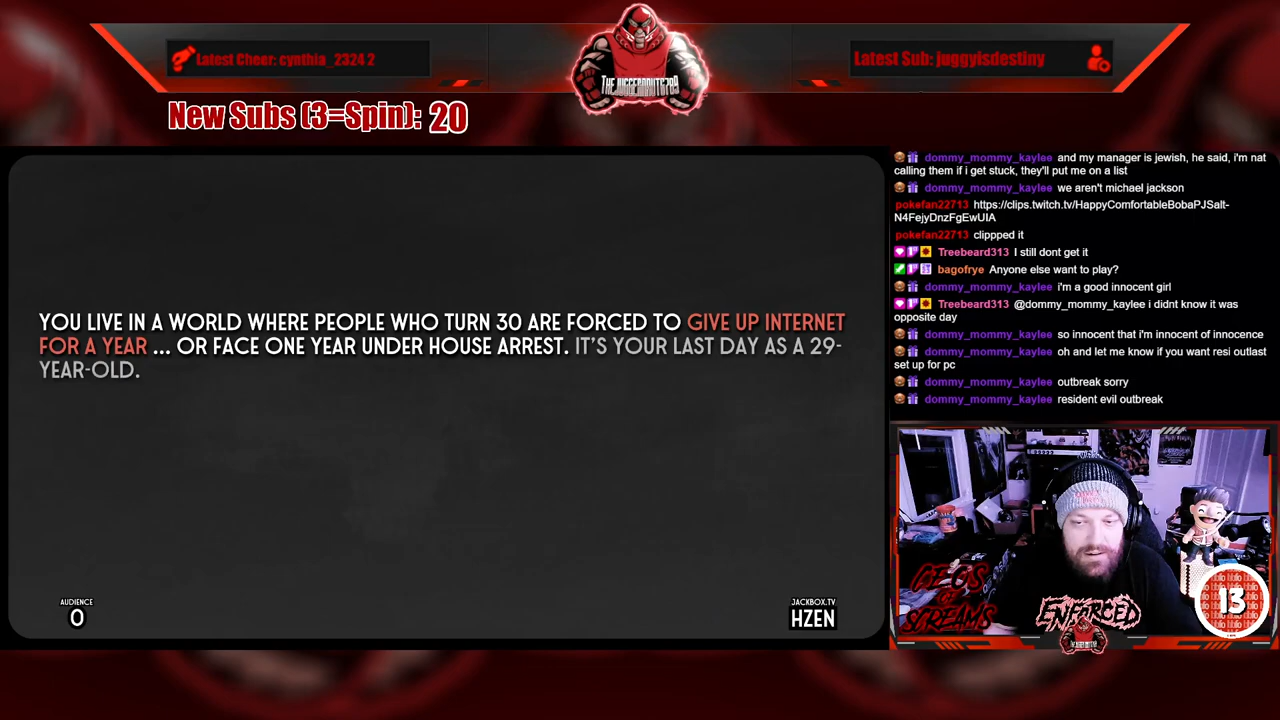 Latest Cheer: cynthia_2324 2
THEJUGGERNAUT6789
Latest Sub: juggyisdestiny
New Subs (3=Spin): 20
YOU LIVE IN A WORLD WHERE PEOPLE WHO TURN 30 ARE FORCED TO GIVE UP INTERNET
FOR A YEAR ... OR FACE ONE YEAR UNDER HOUSE ARREST. IT'S YOUR LAST DAY AS A 29-
YEAR-OLD.
AUDIENCE
0
JACKBOX.TV
HZEN
dommy_mommy_kaylee and my manager is jewish, he said, i'm nat
calling them if i get stuck, they'll put me on a list
dommy_mommy_kaylee we aren't michael jackson
pokefan22713 https://clips.twitch.tv/HappyComfortableBobaPJSalt-
N4FejyDnzFgEwUIA
pokefan22713 clippped it
Treebeard313 I still dont get it
bagofrye Anyone else want to play?
dommy_mommy_kaylee i'm a good innocent girl
Treebeard313 @dommy_mommy_kaylee i didnt know it was
opposite day
dommy_mommy_kaylee so innocent that i'm innocent of innocence
dommy_mommy_kaylee oh and let me know if you want resi outlast
set up for pc
dommy_mommy_kaylee outbreak sorry
dommy_mommy_kaylee resident evil outbreak
OF
SCREAMS
ENFORCED
13